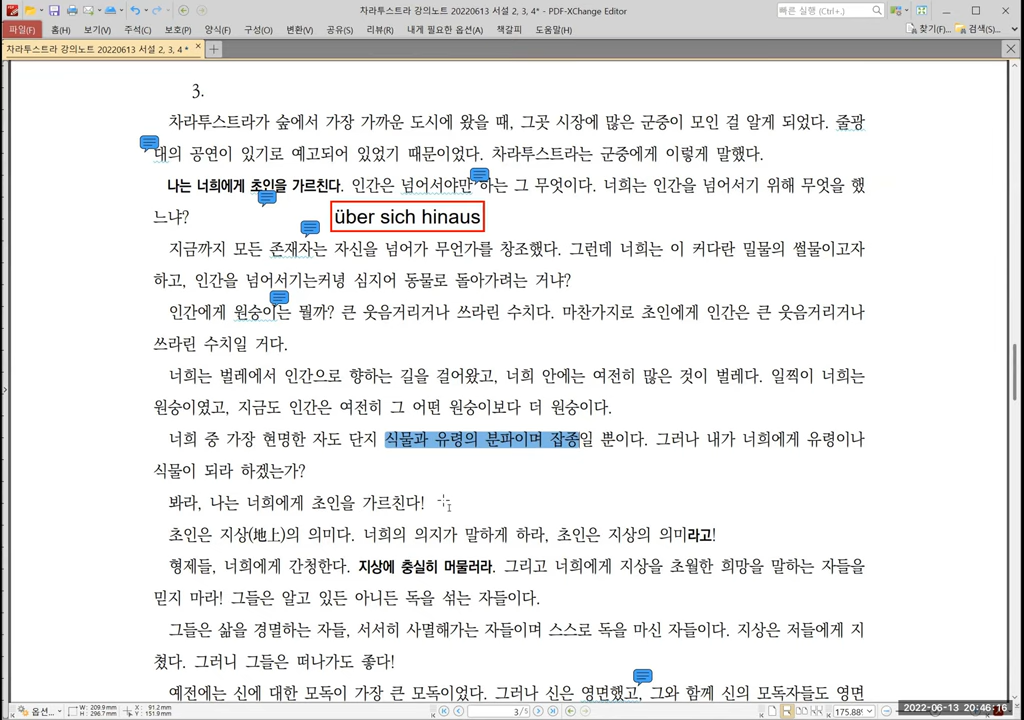 차라투스트라 강의노트 20220613 서설 2, 3, 4* - PDF-XChange Editor
빠른 실행 (Ctrl+.)
파일(F) 홈(H) 보기(V) 주석(C) 보호(P) 양식(F) 구성(O) 변환(V) 공유(S) 리뷰(R) 내게 필요한 옵션(A) 책갈피 도움말(H) 찾기(F)... 검색(S)...
차라투스트라 강의노트 20220613 서설 2, 3, 4 *
3.
차라투스트라가 숲에서 가장 가까운 도시에 왔을 때, 그곳 시장에 많은 군중이 모인 걸 알게 되었다. 줄광
대의 공연이 있기로 예고되어 있었기 때문이었다. 차라투스트라는 군중에게 이렇게 말했다.
나는 너희에게 초인을 가르친다. 인간은 넘어서야만 하는 그 무엇이다. 너희는 인간을 넘어서기 위해 무엇을 했
느냐?
über sich hinaus
지금까지 모든 존재자는 자신을 넘어가 무언가를 창조했다. 그런데 너희는 이 커다란 밀물의 썰물이고자
하고, 인간을 넘어서기는커녕 심지어 동물로 돌아가려는 거냐?
인간에게 원숭이는 뭘까? 큰 웃음거리거나 쓰라린 수치다. 마찬가지로 초인에게 인간은 큰 웃음거리거나
쓰라린 수치일 거다.
너희는 벌레에서 인간으로 향하는 길을 걸어왔고, 너희 안에는 여전히 많은 것이 벌레다. 일찍이 너희는
원숭이였고, 지금도 인간은 여전히 그 어떤 원숭이보다 더 원숭이다.
너희 중 가장 현명한 자도 단지 식물과 유령의 분파이며 잡종일 뿐이다. 그러나 내가 너희에게 유령이나
식물이 되라 하겠는가?
봐라, 나는 너희에게 초인을 가르친다!
초인은 지상(地上)의 의미다. 너희의 의지가 말하게 하라, 초인은 지상의 의미라고!
형제들, 너희에게 간청한다. 지상에 충실히 머물러라. 그리고 너희에게 지상을 초월한 희망을 말하는 자들을
믿지 마라! 그들은 알고 있든 아니든 독을 섞는 자들이다.
그들은 삶을 경멸하는 자들, 서서히 사멸해가는 자들이며 스스로 독을 마신 자들이다. 지상은 저들에게 지
쳤다. 그러니 그들은 떠나가도 좋다!
예전에는 신에 대한 모독이 가장 큰 모독이었다. 그러나 신은 영면했고, 그와 함께 신의 모독자들도 영면
옵션... W: 209.9 mm H: 296.7 mm X: 91.2 mm Y: 151.9 mm 3/5 175.88% 2022-06-13 20:46:16